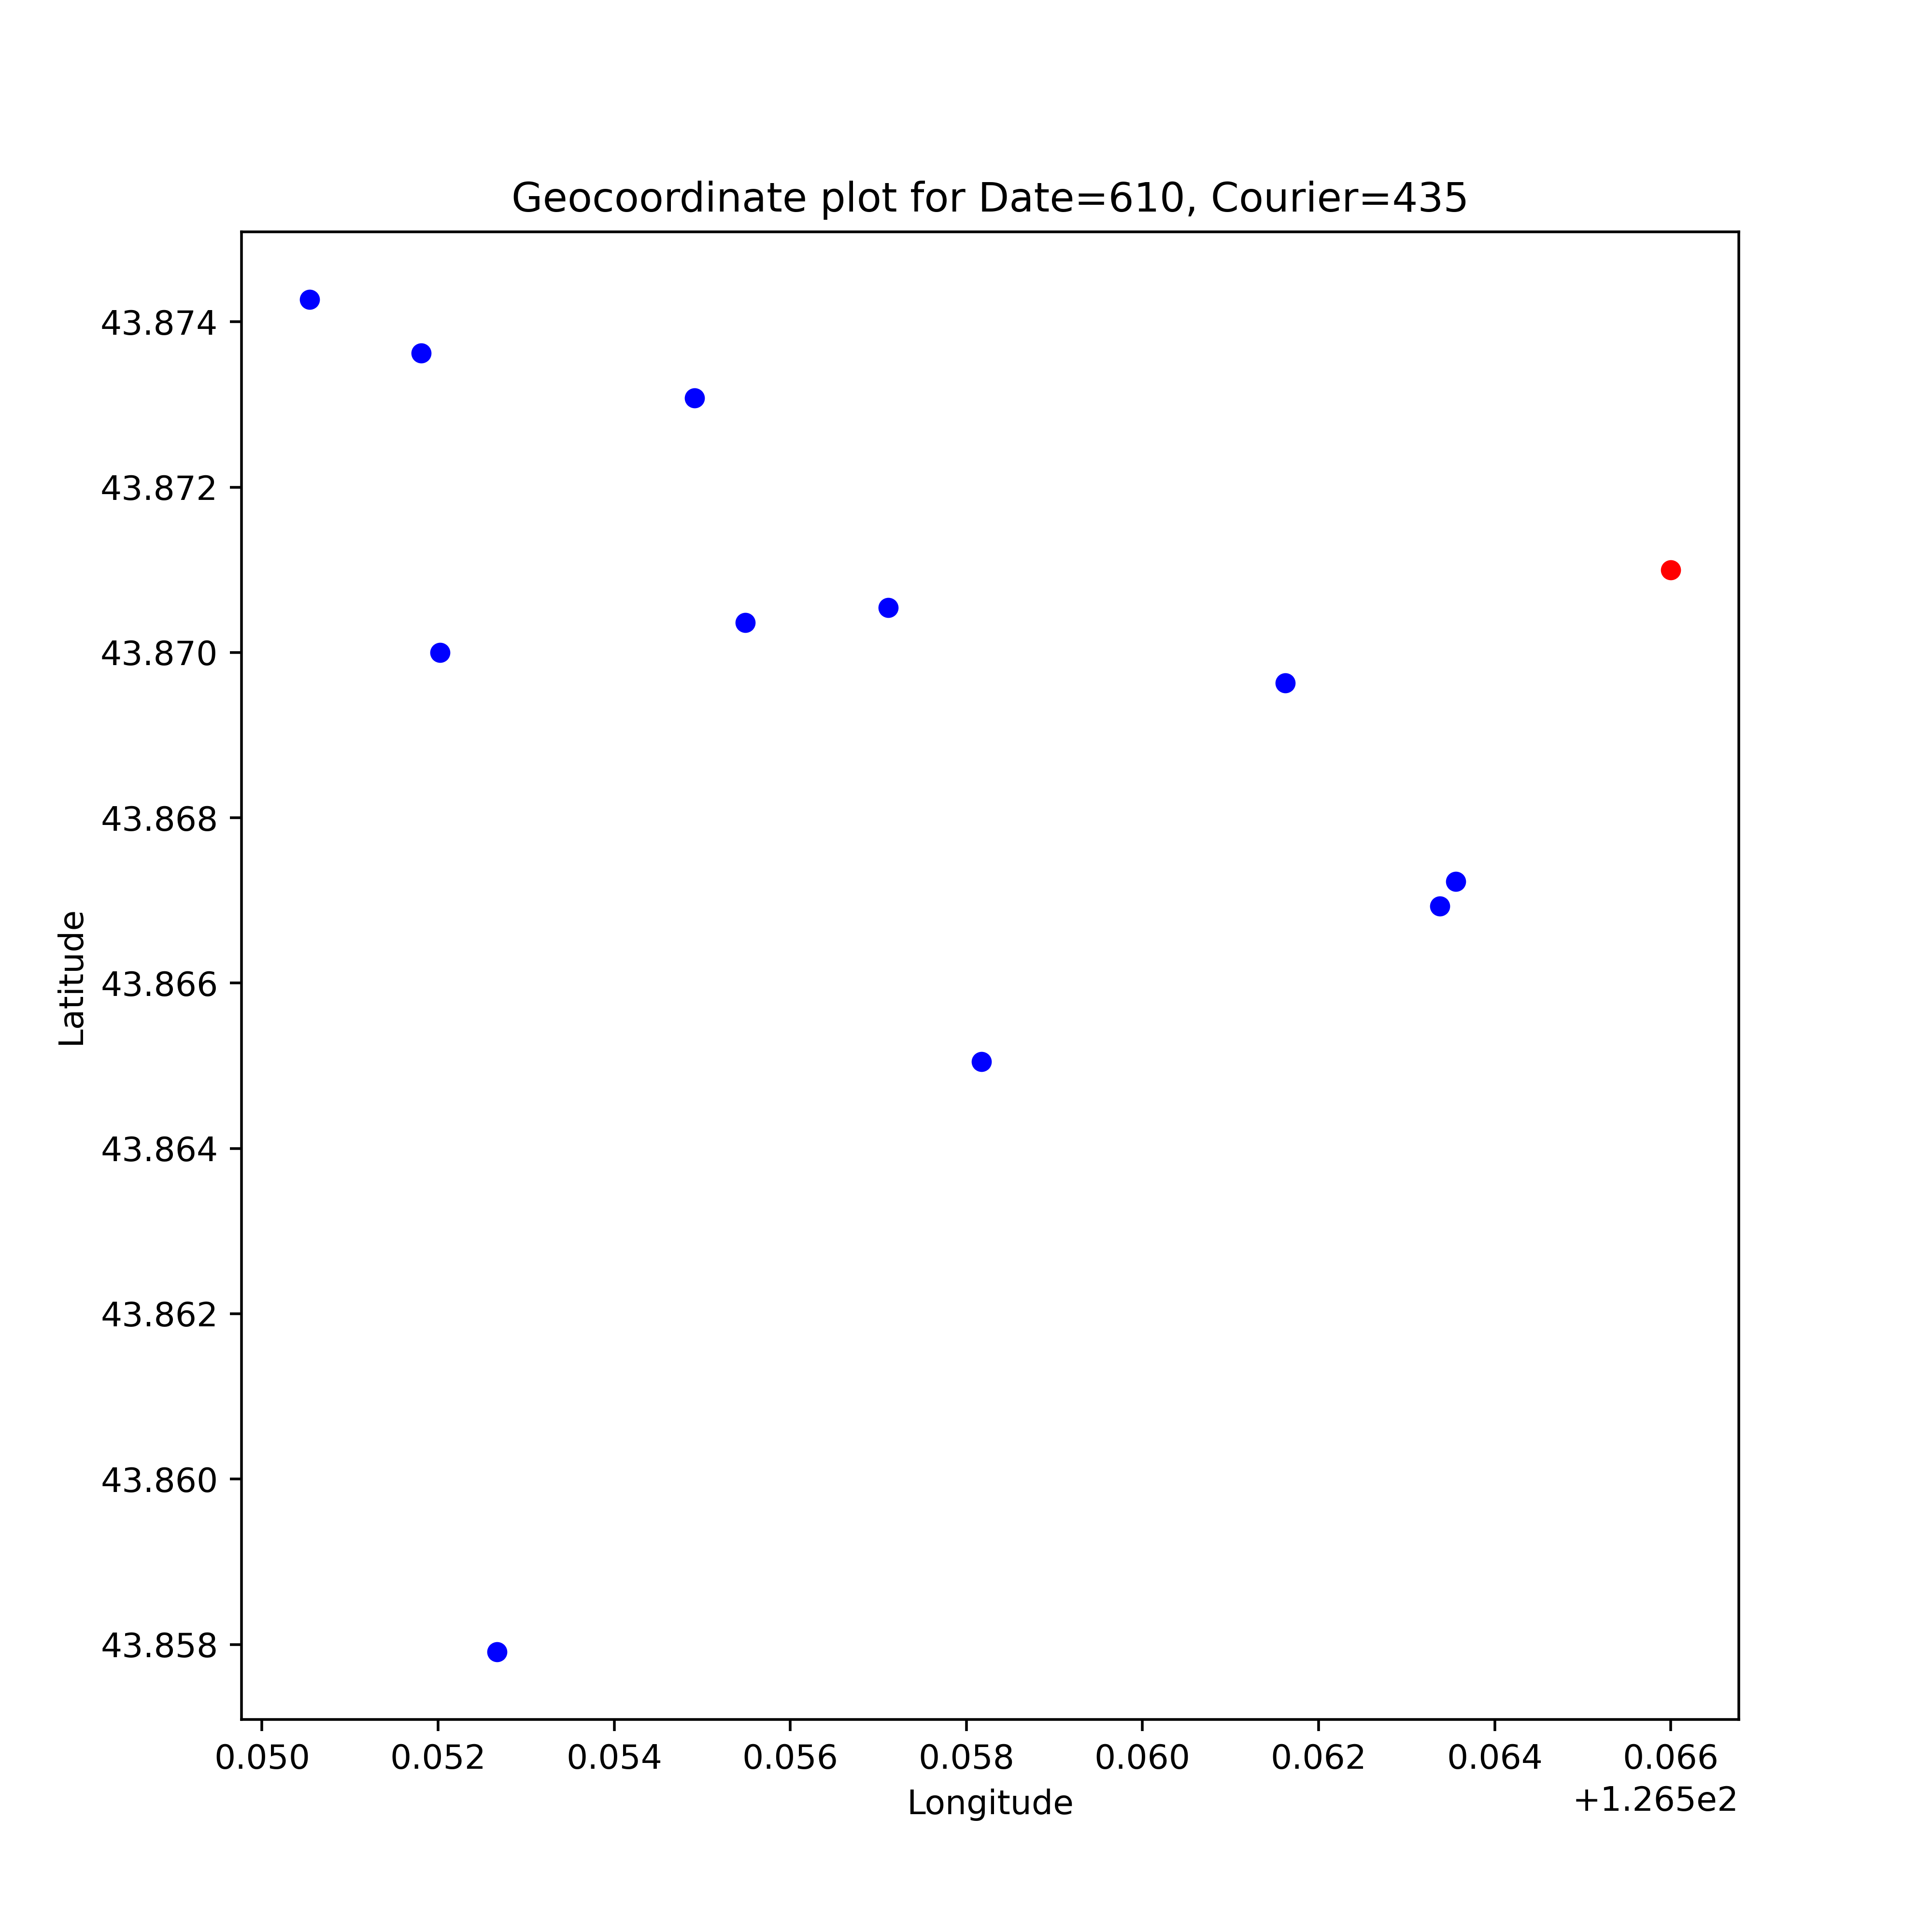 Geocoordinate plot for Date=610, Courier=435
43.874
43.872
43.870
43.868
43.866
43.864
43.862
43.860
43.858
Latitude
0.050 0.052 0.054 0.056 0.058 0.060 0.062 0.064 0.066
+1.265e2
Longitude